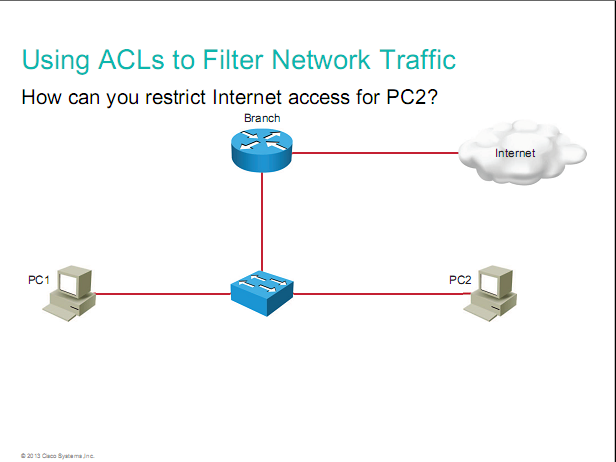 Using ACLs to Filter Network Traffic
How can you restrict Internet access for PC2?
Branch
Internet
PC1
PC2
© 2013 Cisco Systems, Inc.